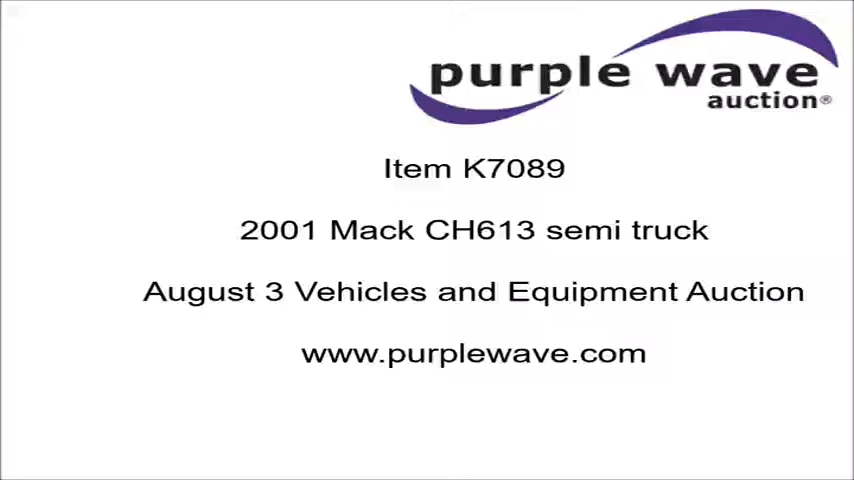 purple wave
auction®
Item K7089
2001 Mack CH613 semi truck
August 3 Vehicles and Equipment Auction
www.purplewave.com